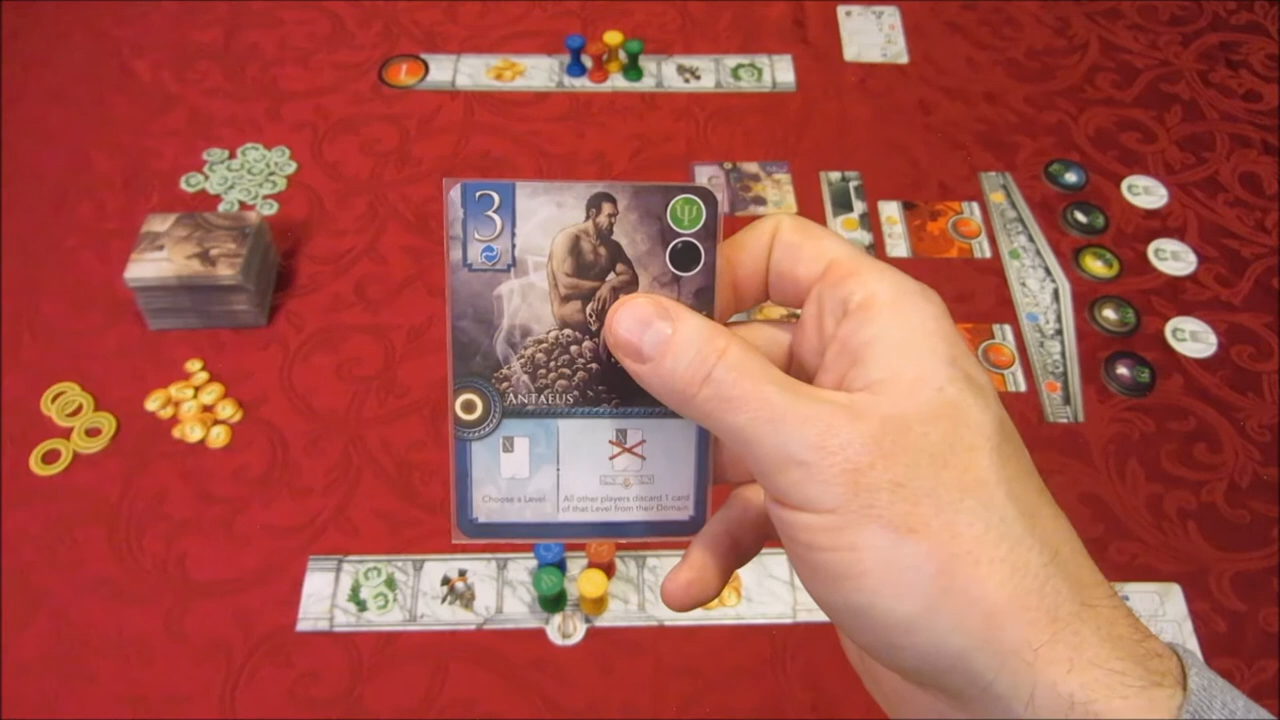 3
Ψ
ANTAEUS
X
X
Choose a Level
All other players discard 1 card
of that Level from their Domain